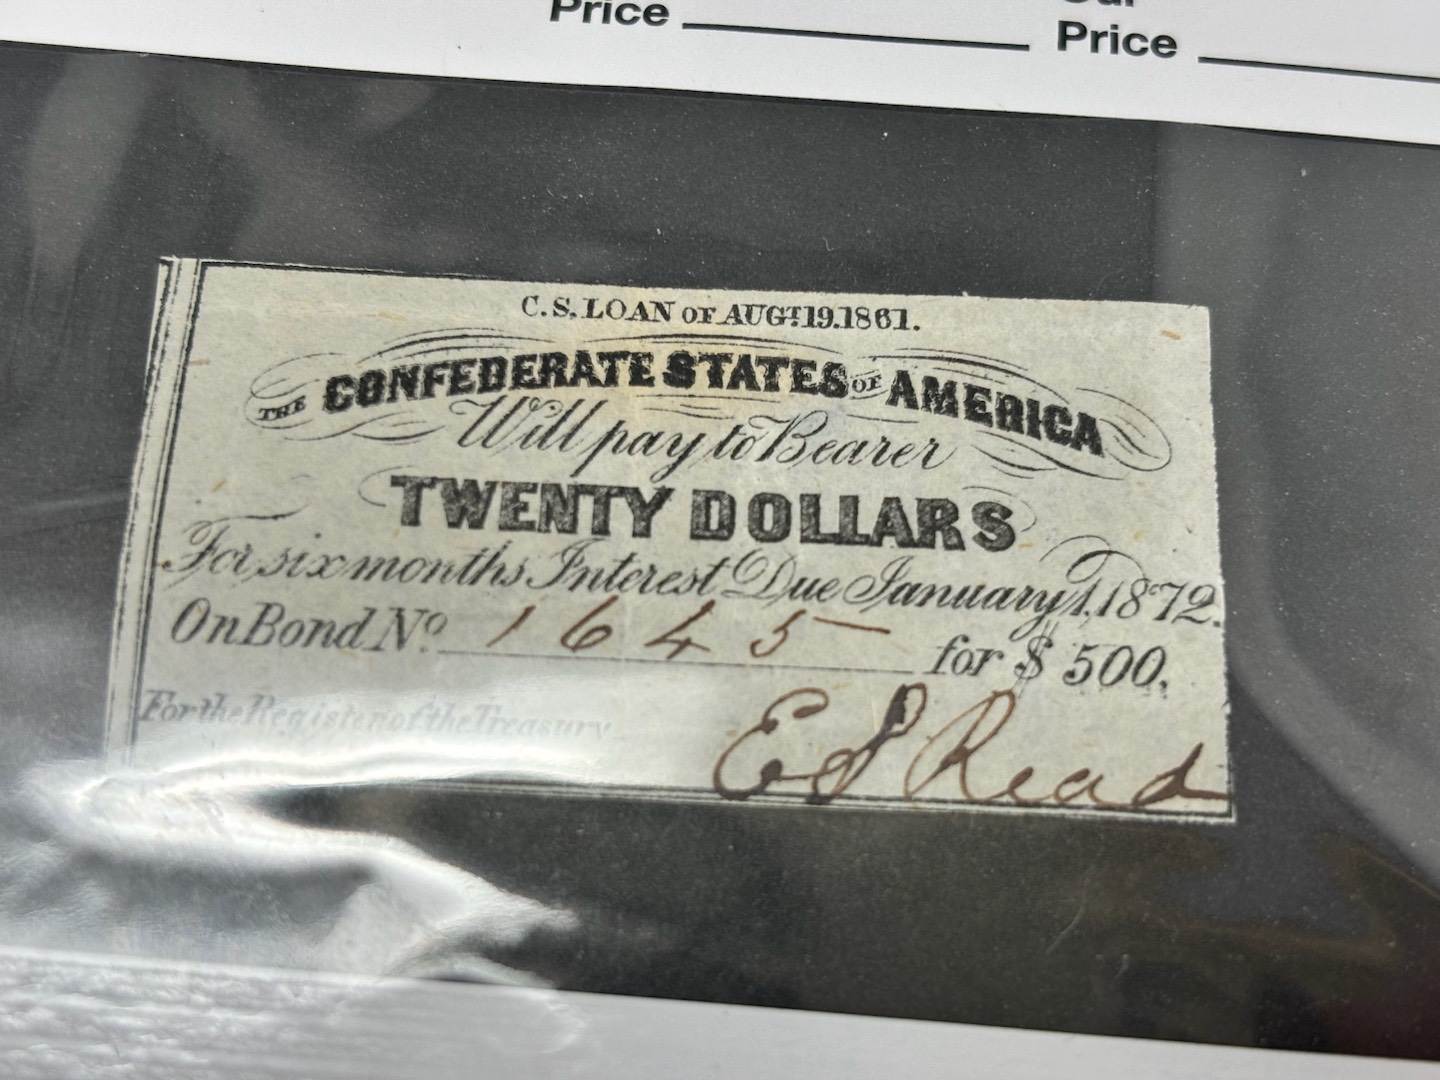 Price
Our
Price
C. S. LOAN OF AUGT. 19. 1861.
THE CONFEDERATE STATES OF AMERICA
Will pay to Bearer
TWENTY DOLLARS
For six months Interest Due January 1, 1872.
On Bond No. 1645 for $ 500.
For the Register of the Treasury
E S Read